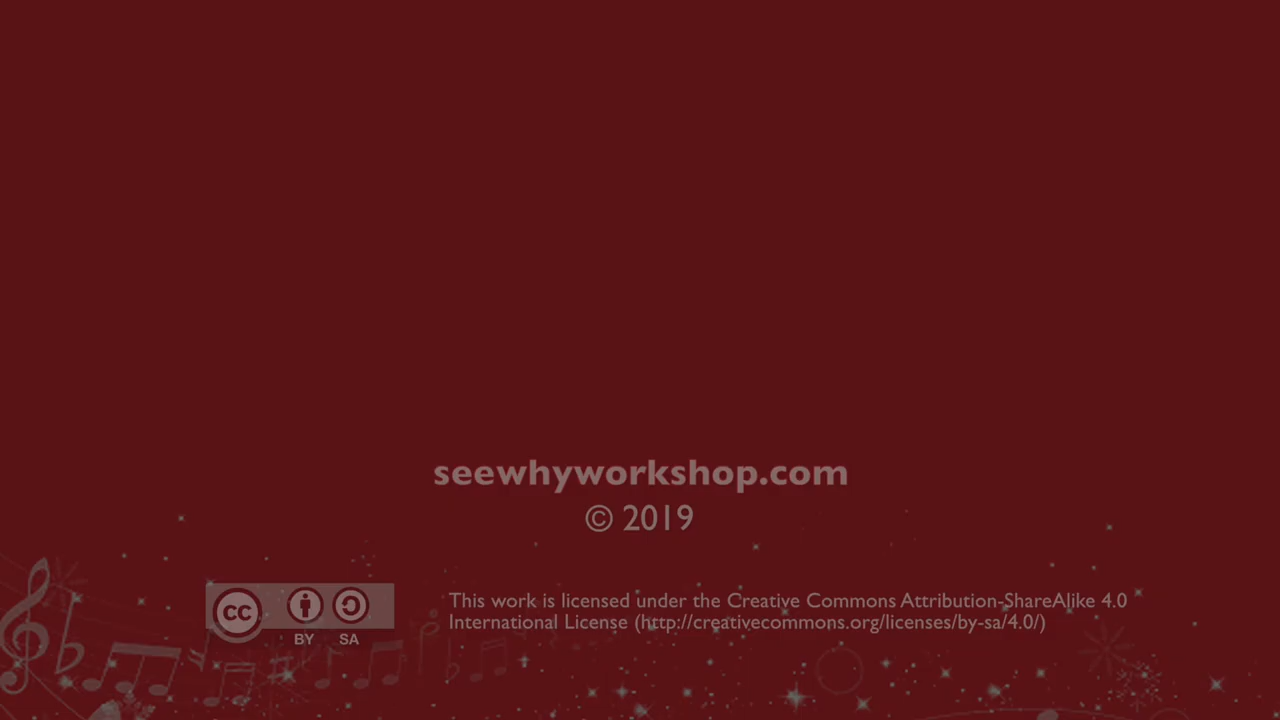 seewhyworkshop.com
© 2019
cc
BY SA
This work is licensed under the Creative Commons Attribution-ShareAlike 4.0
International License (http://creativecommons.org/licenses/by-sa/4.0/)